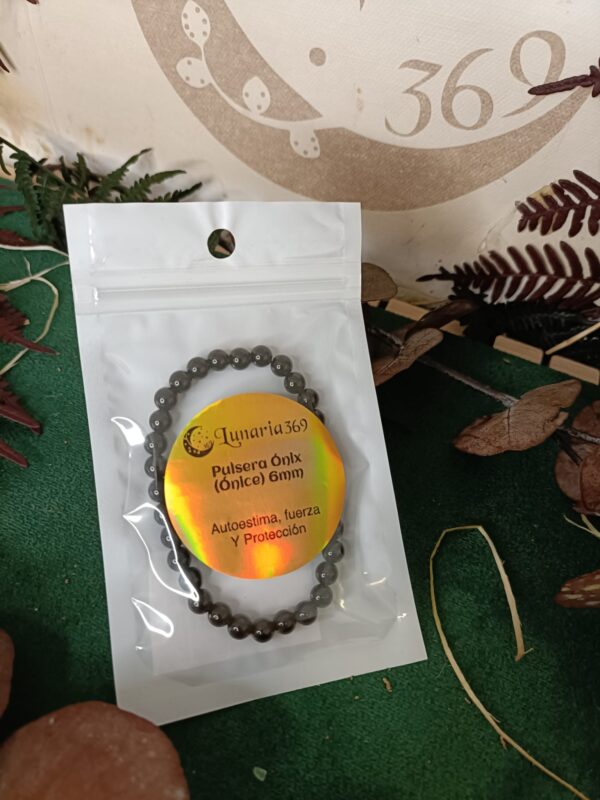 369
Lunaria369
Pulsera Ónix
(Ónice) 6mm
Autoestima, fuerza
Y Protección